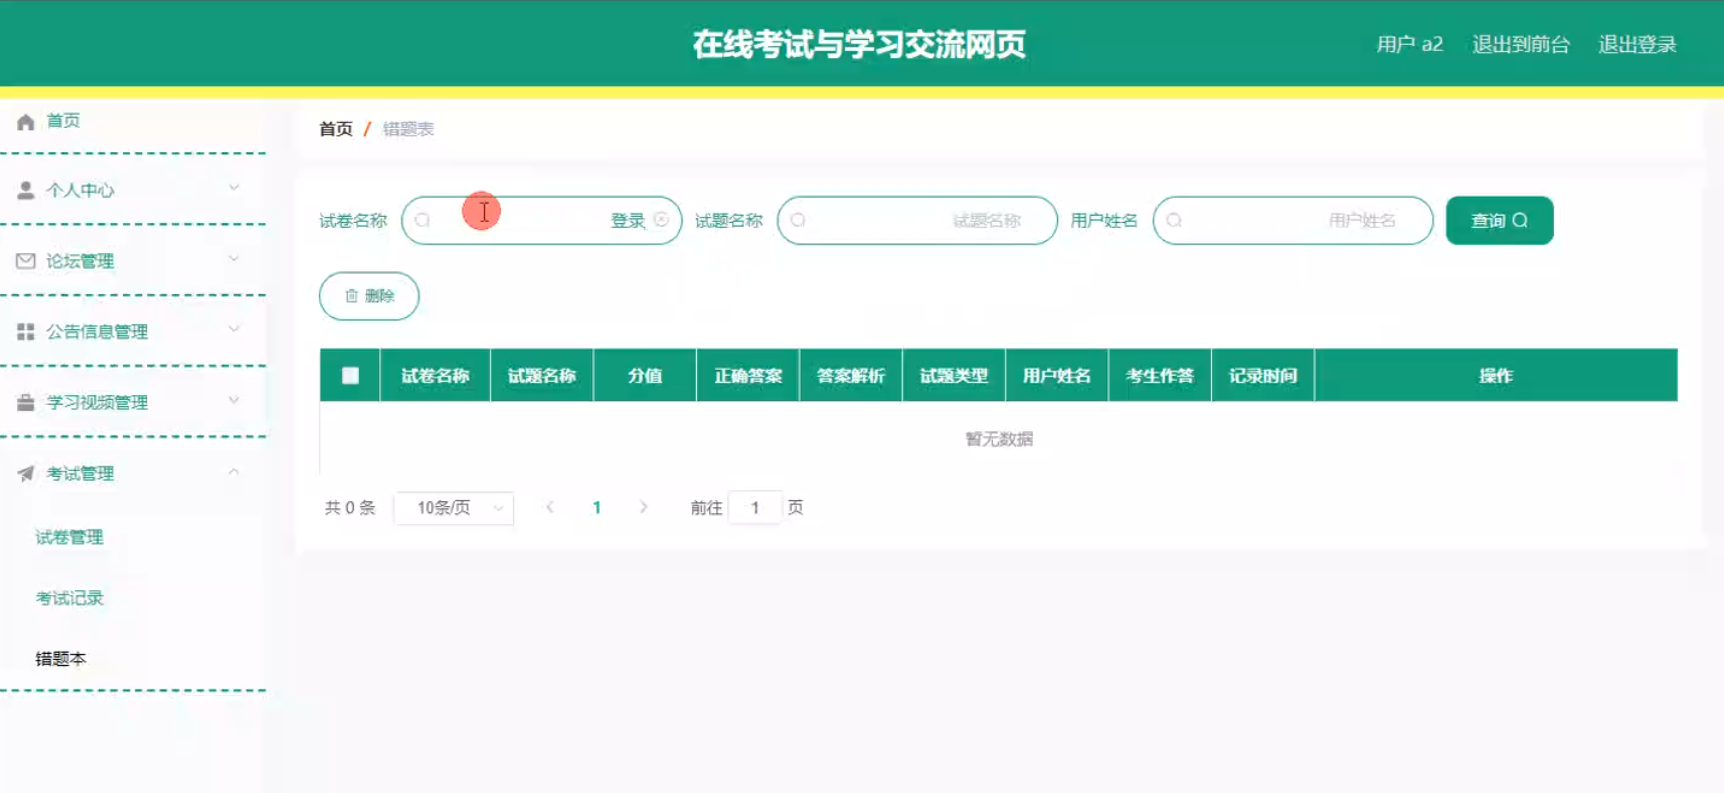 在线考试与学习交流网页
用户 a2 退出到前台 退出登录
首页
个人中心
论坛管理
公告信息管理
学习视频管理
考试管理
试卷管理
考试记录
错题本
首页 / 错题表
试卷名称 登录 试题名称 试题名称 用户姓名 用户姓名 查询
删除
试卷名称 试题名称 分值 正确答案 答案解析 试题类型 用户姓名 考生作答 记录时间 操作
暂无数据
共 0 条 10条/页 1 前往 1 页